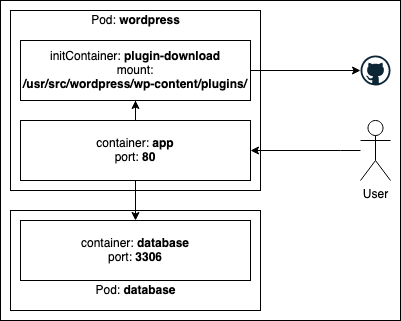 Pod: wordpress
initContainer: plugin-download
mount:
/usr/src/wordpress/wp-content/plugins/
container: app
port: 80
User
container: database
port: 3306
Pod: database